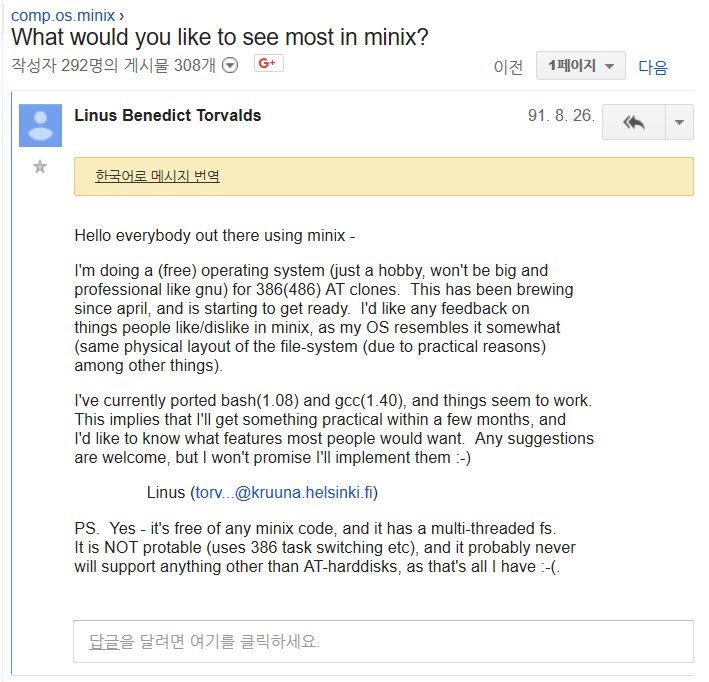 comp.os.minix ›
What would you like to see most in minix?
작성자 292명의 게시물 308개
G+
이전
1페이지
다음
Linus Benedict Torvalds
91. 8. 26.
한국어로 메시지 번역
Hello everybody out there using minix -
I'm doing a (free) operating system (just a hobby, won't be big and
professional like gnu) for 386(486) AT clones.  This has been brewing
since april, and is starting to get ready.  I'd like any feedback on
things people like/dislike in minix, as my OS resembles it somewhat
(same physical layout of the file-system (due to practical reasons)
among other things).
I've currently ported bash(1.08) and gcc(1.40), and things seem to work.
This implies that I'll get something practical within a few months, and
I'd like to know what features most people would want.  Any suggestions
are welcome, but I won't promise I'll implement them :-)
Linus (torv...@kruuna.helsinki.fi)
PS.  Yes - it's free of any minix code, and it has a multi-threaded fs.
It is NOT protable (uses 386 task switching etc), and it probably never
will support anything other than AT-harddisks, as that's all I have :-(.
답글을 달려면 여기를 클릭하세요.